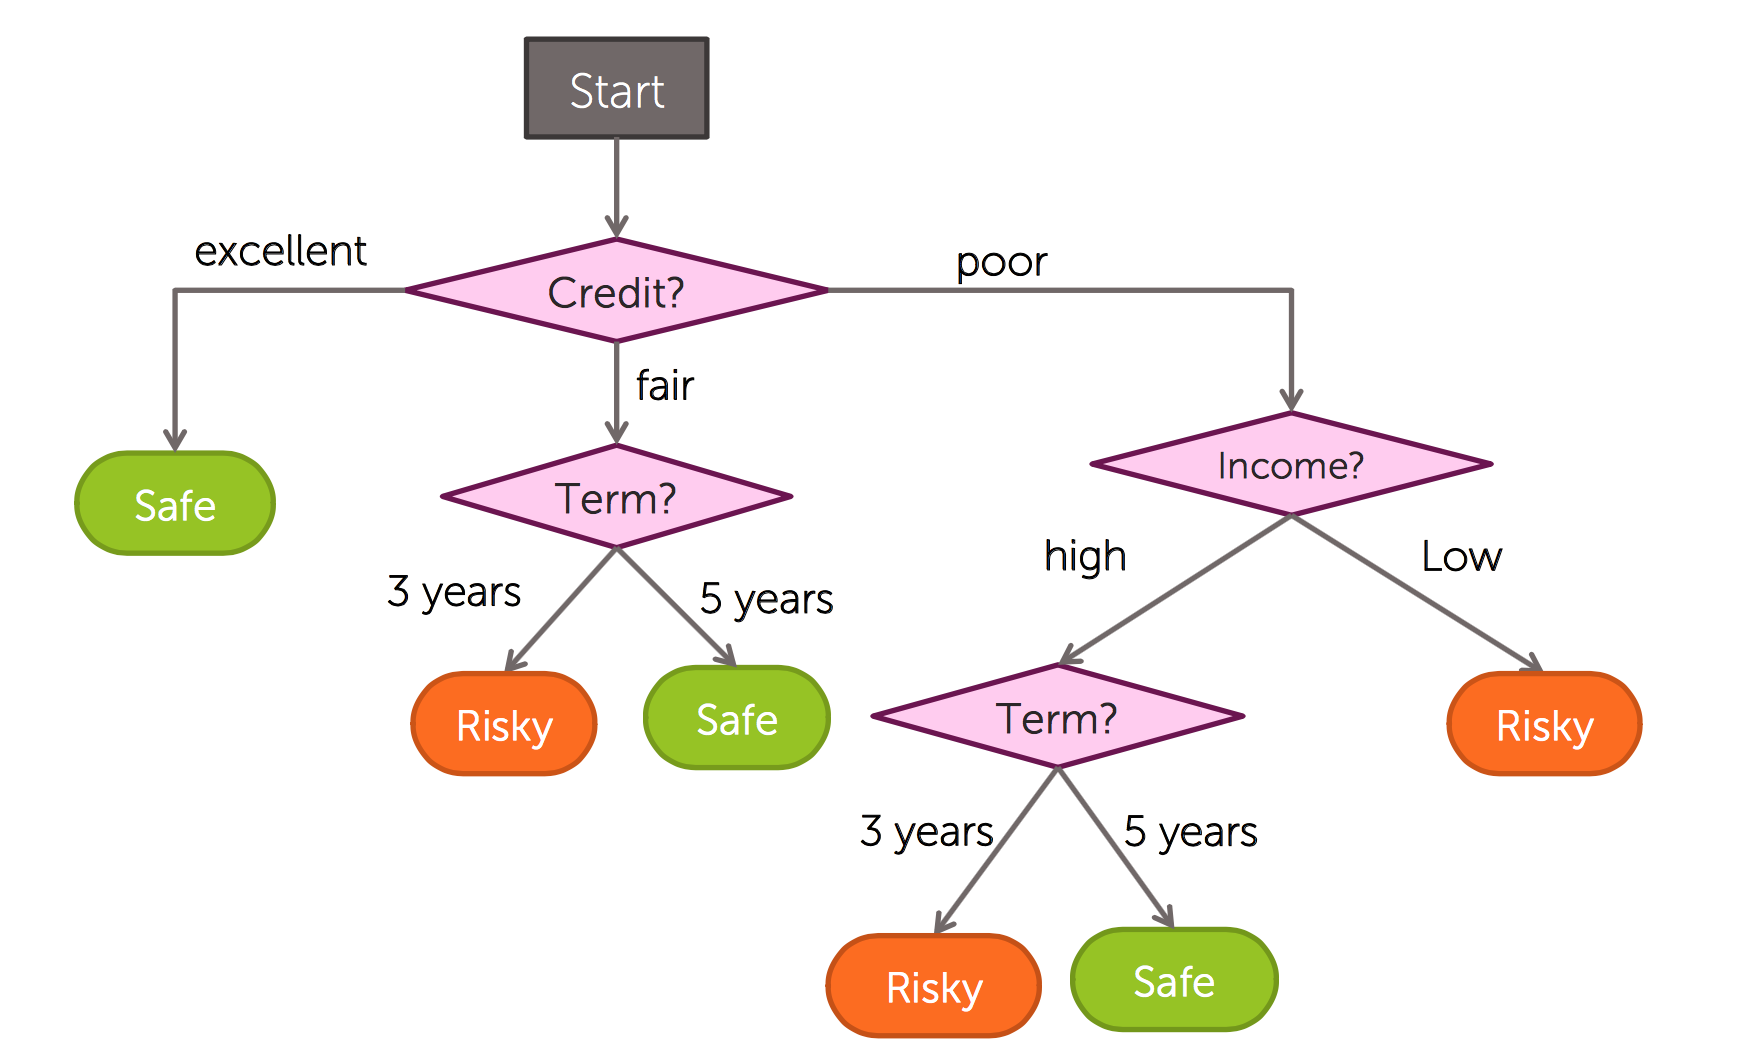 Start
excellent
poor
Credit?
fair
Income?
Term?
Safe
high
Low
3 years
5 years
Risky
Safe
Term?
Risky
3 years
5 years
Risky
Safe